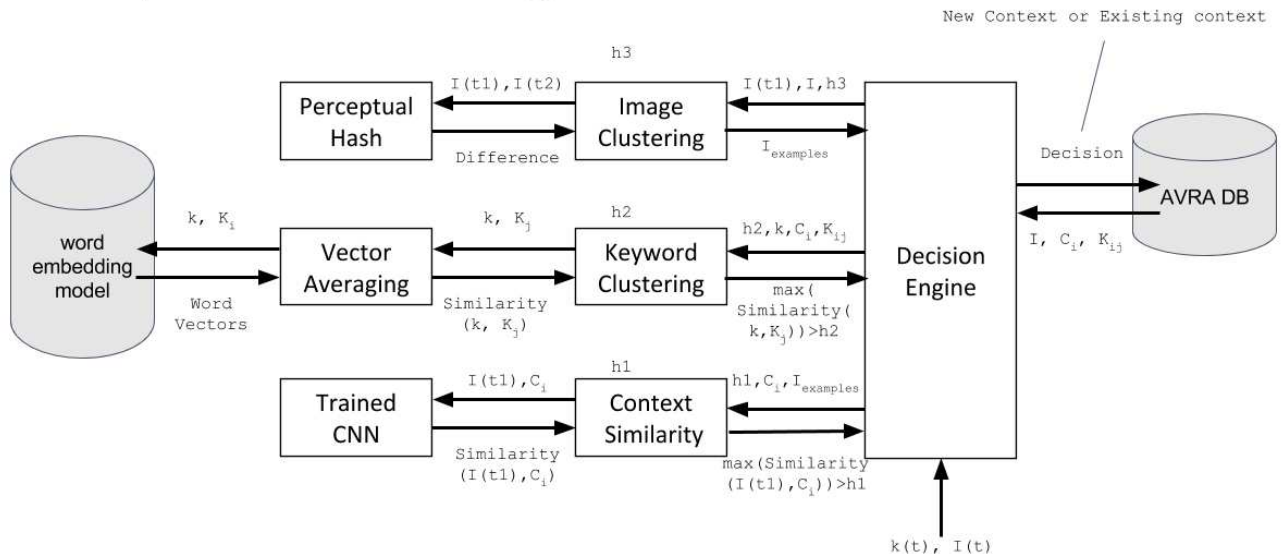 New Context or Existing context
h3
I(t1),I(t2)
I(t1),I,h3
Perceptual
Hash
Image
Clustering
Difference
I_examples
Decision
AVRA DB
I, C_i, K_ij
word
embedding
model
k, K_i
Word
Vectors
Vector
Averaging
k, K_j
Similarity
(k, K_j)
h2
Keyword
Clustering
h2,k,C_i,K_ij
max(
Similarity(
k,K_j))>h2
Decision
Engine
h1
I(t1),C_i
h1,C_i,I_examples
Trained
CNN
Context
Similarity
Similarity
(I(t1),C_i)
max(Similarity
(I(t1),C_i))>h1
k(t), I(t)